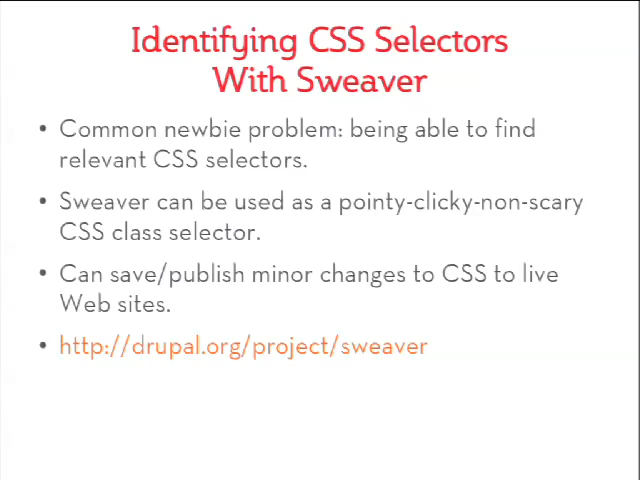 Identifying CSS Selectors
With Sweaver
• Common newbie problem: being able to find
relevant CSS selectors.
• Sweaver can be used as a pointy-clicky-non-scary
CSS class selector.
• Can save/publish minor changes to CSS to live
Web sites.
• http://drupal.org/project/sweaver